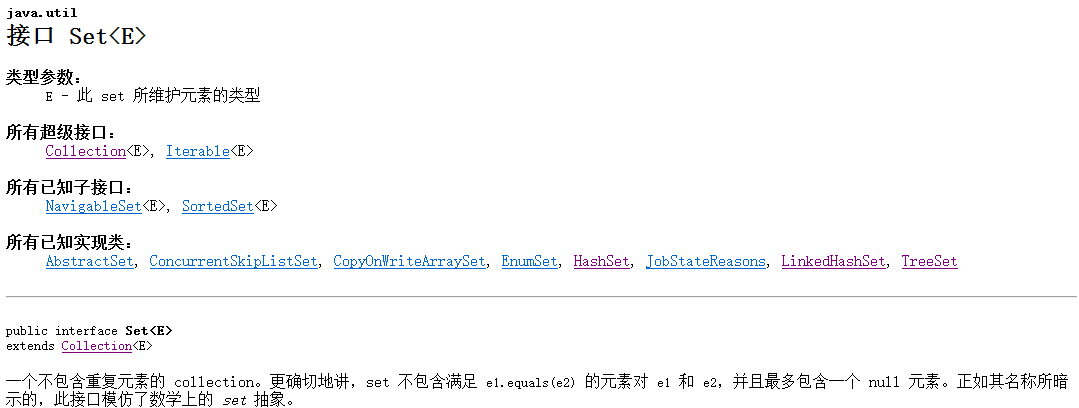 java.util
接口 Set<E>
类型参数：
E - 此 set 所维护元素的类型
所有超级接口：
Collection<E>, Iterable<E>
所有已知子接口：
NavigableSet<E>, SortedSet<E>
所有已知实现类：
AbstractSet, ConcurrentSkipListSet, CopyOnWriteArraySet, EnumSet, HashSet, JobStateReasons, LinkedHashSet, TreeSet
public interface Set<E>
extends Collection<E>
一个不包含重复元素的 collection。更确切地讲，set 不包含满足 e1.equals(e2) 的元素对 e1 和 e2，并且最多包含一个 null 元素。正如其名称所暗
示的，此接口模仿了数学上的 set 抽象。